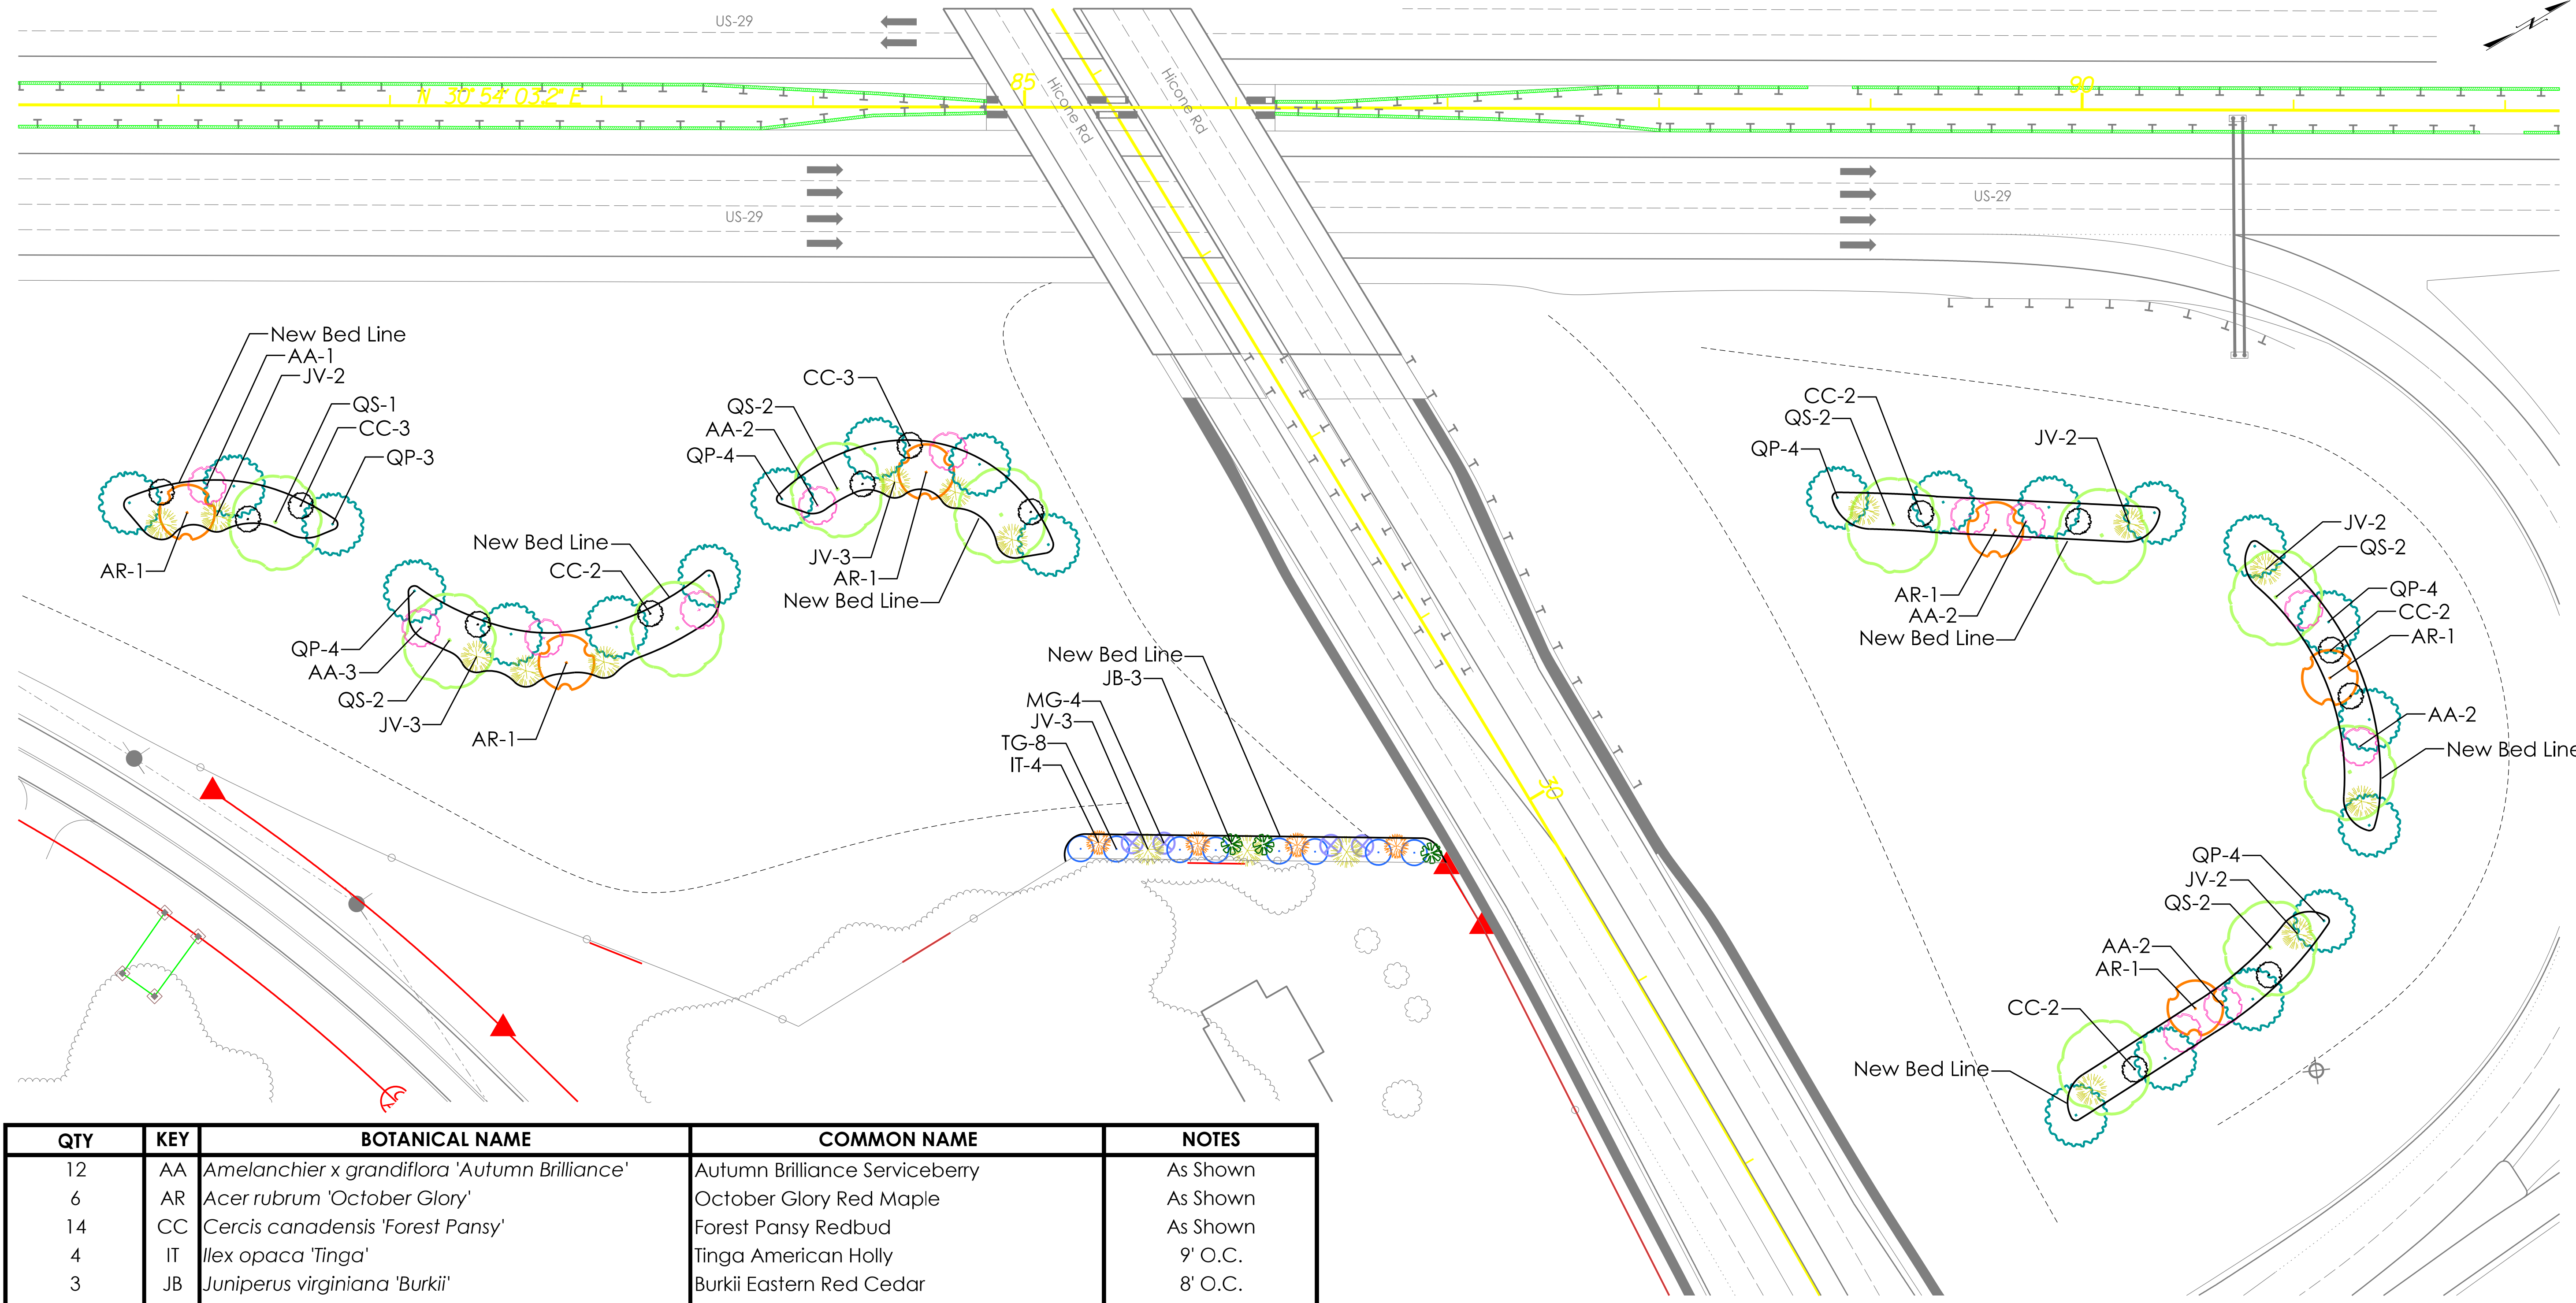 US-29
N
85
90
N 30°54'03.2" E
Hicone Rd
Hicone Rd
US-29
US-29
New Bed Line
AA-1
JV-2
QS-1
CC-3
QP-3
AR-1
CC-3
QS-2
AA-2
QP-4
JV-3
AR-1
New Bed Line
New Bed Line
CC-2
QP-4
AA-3
QS-2
JV-3
AR-1
New Bed Line
JB-3
MG-4
JV-3
TG-8
IT-4
30
CC-2
QS-2
QP-4
JV-2
AR-1
AA-2
New Bed Line
JV-2
QS-2
QP-4
CC-2
AR-1
AA-2
New Bed Line
QP-4
JV-2
QS-2
AA-2
AR-1
CC-2
New Bed Line
QTY KEY BOTANICAL NAME COMMON NAME NOTES
12 AA Amelanchier x grandiflora 'Autumn Brilliance' Autumn Brilliance Serviceberry As Shown
6 AR Acer rubrum 'October Glory' October Glory Red Maple As Shown
14 CC Cercis canadensis 'Forest Pansy' Forest Pansy Redbud As Shown
4 IT Ilex opaca 'Tinga' Tinga American Holly 9' O.C.
3 JB Juniperus virginiana 'Burkii' Burkii Eastern Red Cedar 8' O.C.